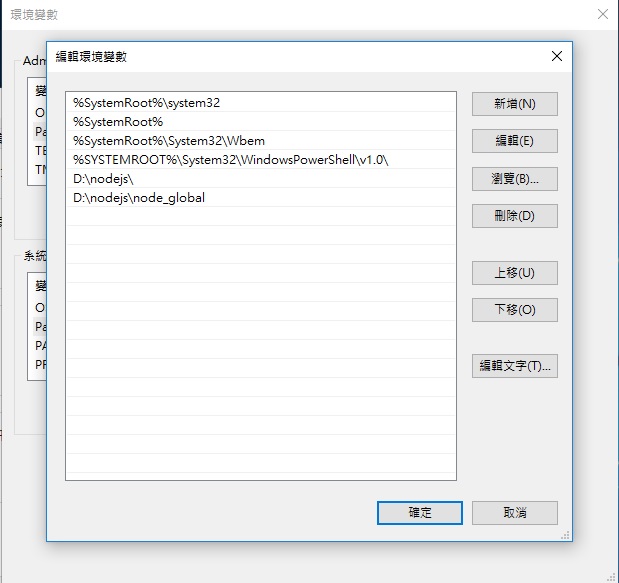 環境變數
編輯環境變數
Adm
變
O
Pa
TE
TM
系統
變
O
Pa
PA
PF
%SystemRoot%\system32
%SystemRoot%
%SystemRoot%\System32\Wbem
%SYSTEMROOT%\System32\WindowsPowerShell\v1.0\
D:\nodejs\
D:\nodejs\node_global
新增(N)
編輯(E)
瀏覽(B)...
刪除(D)
上移(U)
下移(O)
編輯文字(T)...
確定
取消